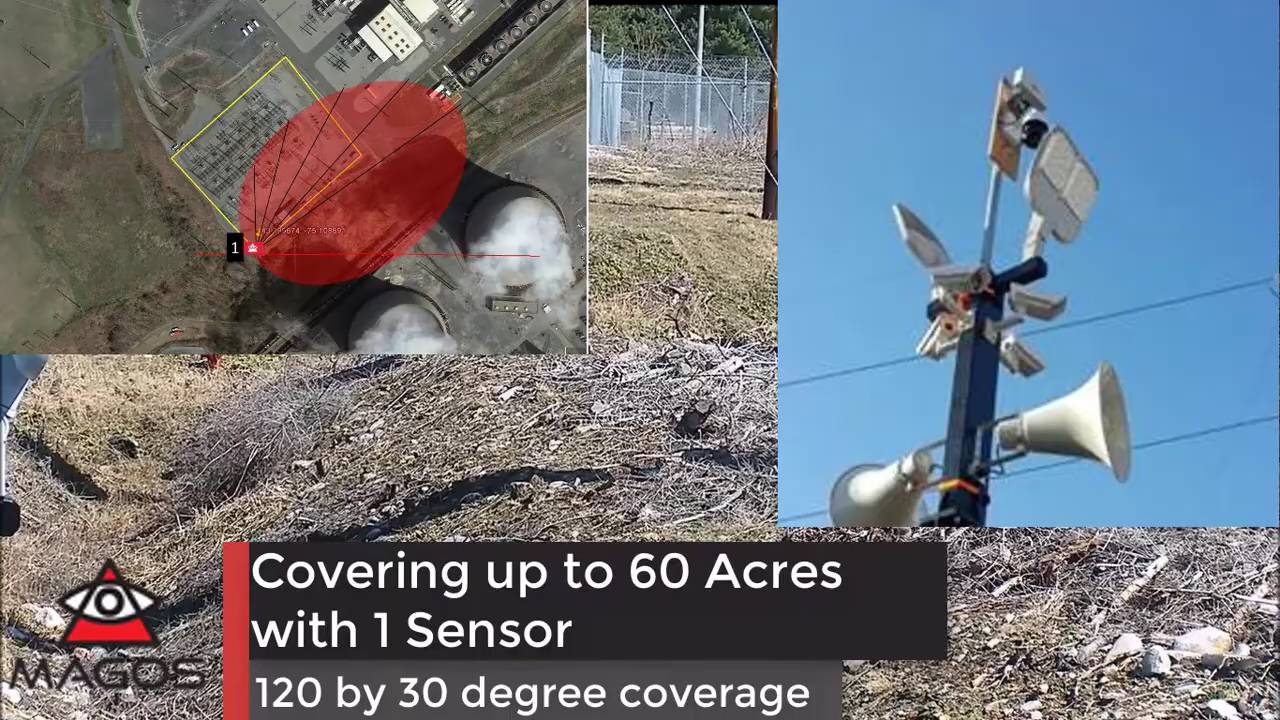 1
Covering up to 60 Acres
with 1 Sensor
MAGOS
120 by 30 degree coverage